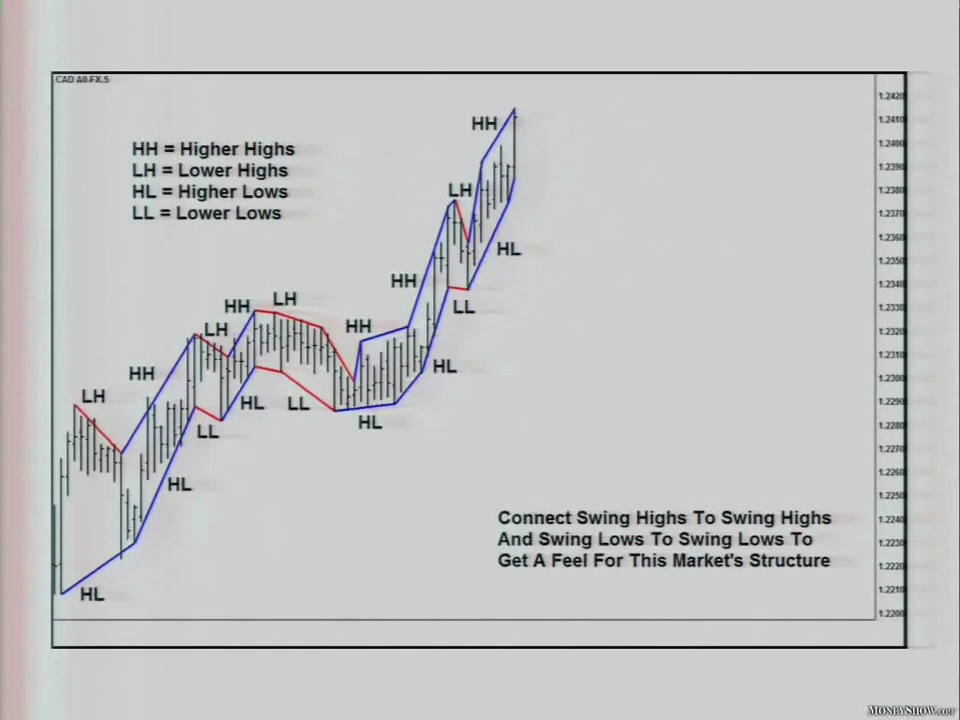 CAD A0-FX,5
HH = Higher Highs
LH = Lower Highs
HL = Higher Lows
LL = Lower Lows
HH
LH
HH
LH
HH
LH
HH
HH
LH
HL
LL
HL
LL
HL
HL
LL
HL
HL
Connect Swing Highs To Swing Highs
And Swing Lows To Swing Lows To
Get A Feel For This Market's Structure
1.2420
1.2410
1.2400
1.2390
1.2380
1.2370
1.2360
1.2350
1.2340
1.2330
1.2320
1.2310
1.2300
1.2290
1.2280
1.2270
1.2260
1.2250
1.2240
1.2230
1.2220
1.2210
1.2200
MONEYSHOW.COM